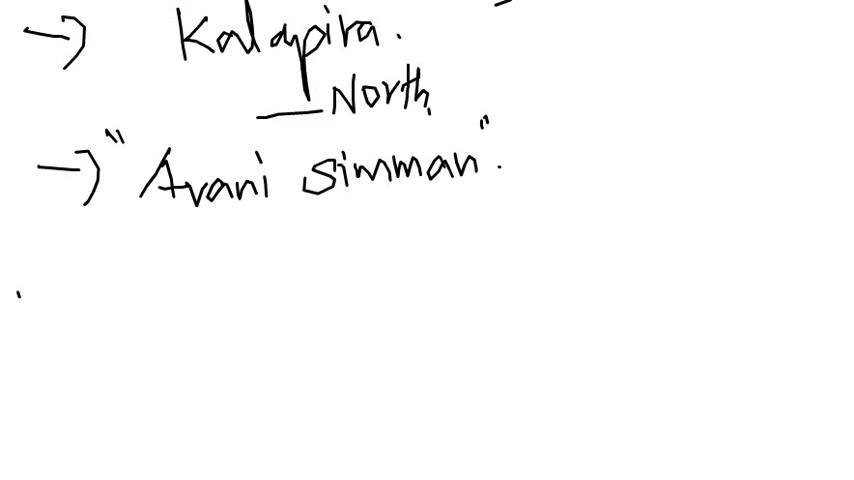 → Kalapira.
North.
→ "Avani simman".